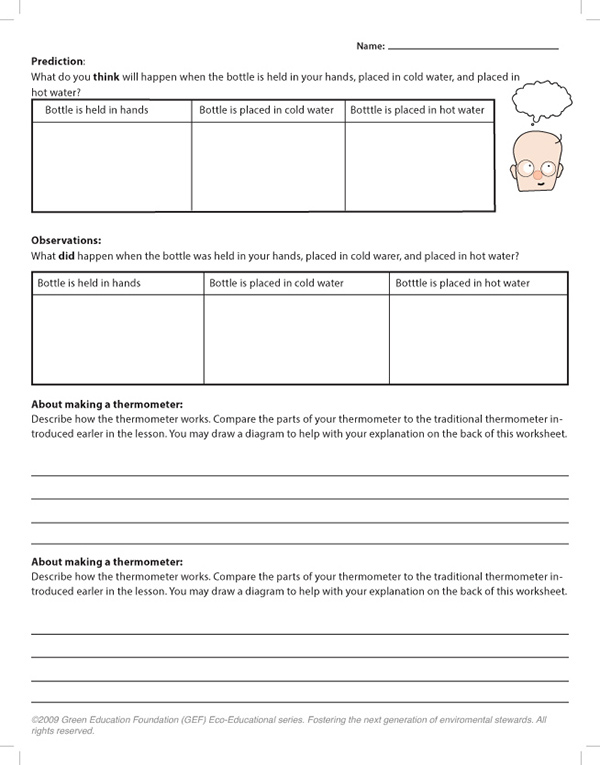 Name:
Prediction:
What do you think will happen when the bottle is held in your hands, placed in cold water, and placed in
hot water?
Bottle is held in hands
Bottle is placed in cold water
Botttle is placed in hot water
Observations:
What did happen when the bottle was held in your hands, placed in cold warer, and placed in hot water?
Bottle is held in hands
Bottle is placed in cold water
Botttle is placed in hot water
About making a thermometer:
Describe how the thermometer works. Compare the parts of your thermometer to the traditional thermometer in-
troduced earler in the lesson. You may draw a diagram to help with your explanation on the back of this worksheet.
About making a thermometer:
Describe how the thermometer works. Compare the parts of your thermometer to the traditional thermometer in-
troduced earler in the lesson. You may draw a diagram to help with your explanation on the back of this worksheet.
©2009 Green Education Foundation (GEF) Eco-Educational series. Fostering the next generation of enviromental stewards. All
rights reserved.